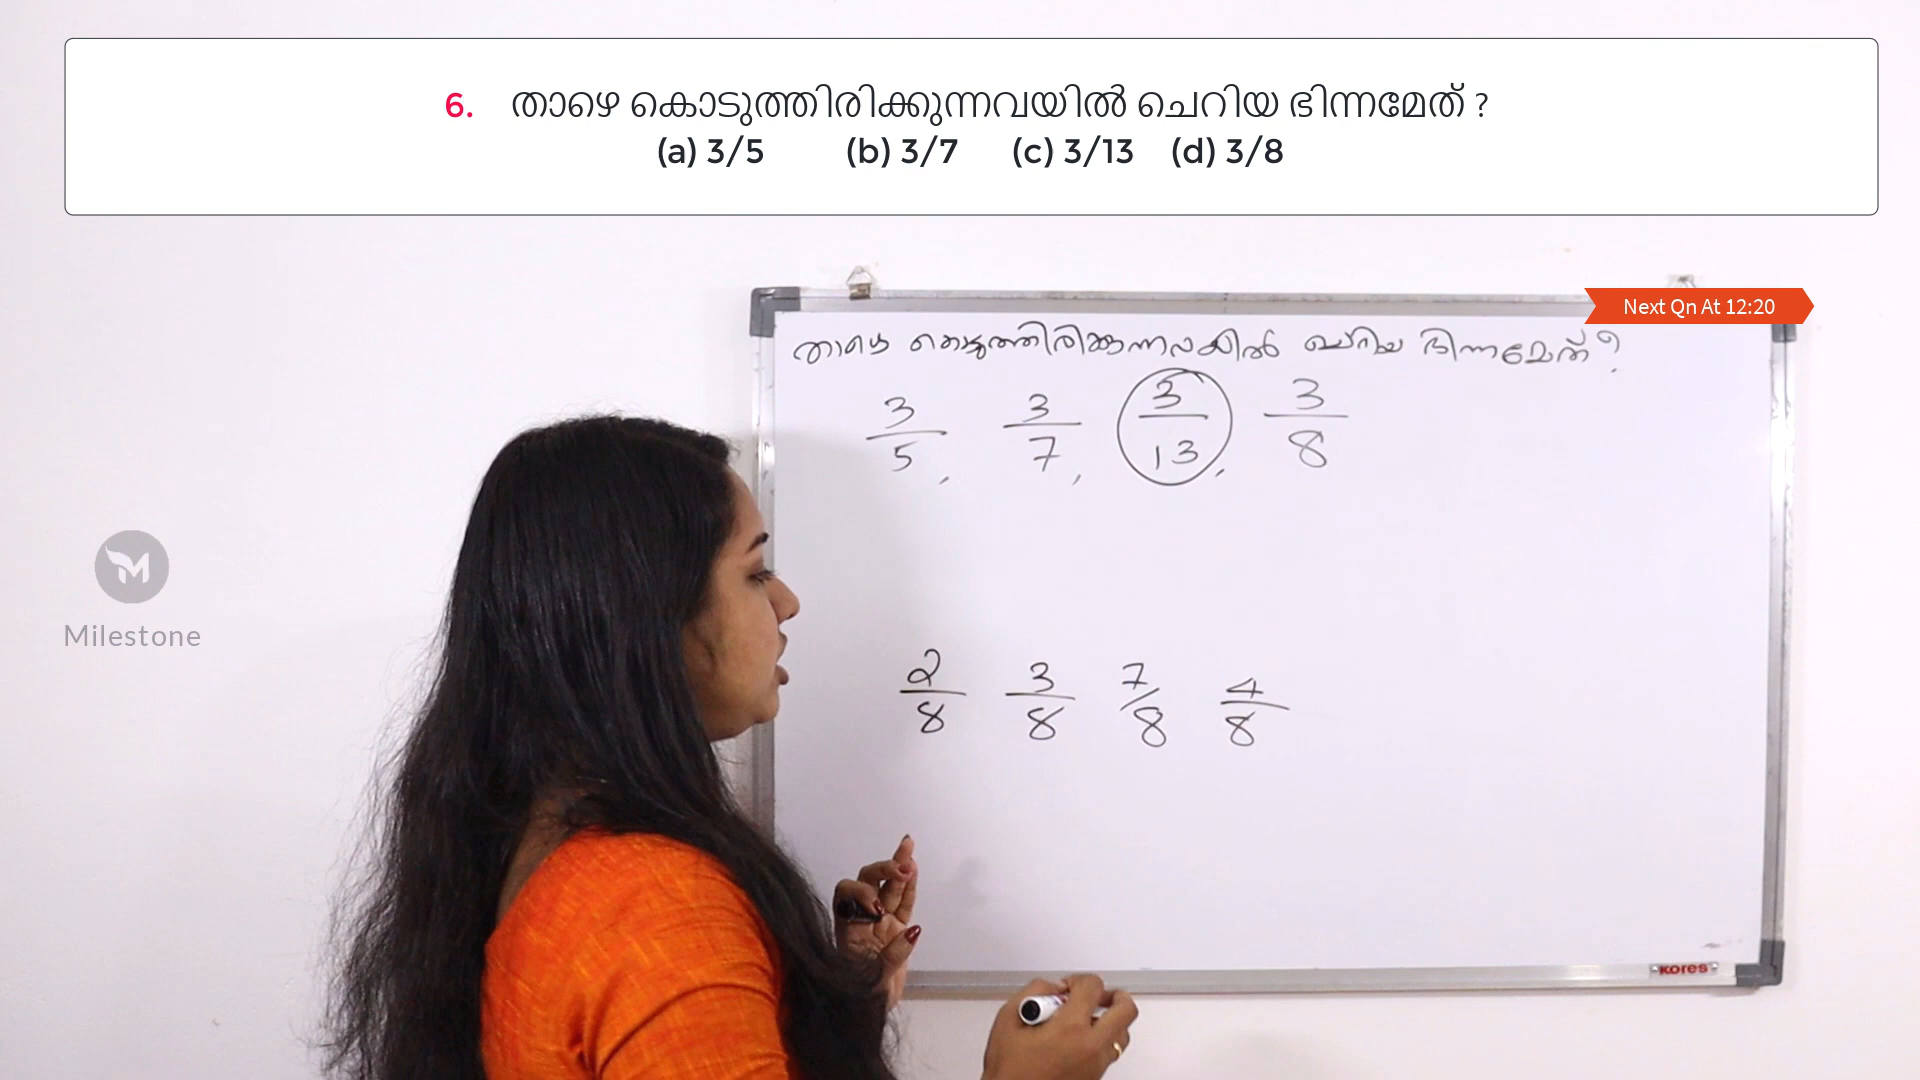 6. താഴെ കൊടുത്തിരിക്കുന്നവയിൽ ചെറിയ ഭിന്നമേത് ?
(a) 3/5 (b) 3/7 (c) 3/13 (d) 3/8
Next Qn At 12:20
താഴെ കൊടുത്തിരിക്കുന്നവയിൽ ചെറിയ ഭിന്നമേത് ?
3/5, 3/7, 3/13, 3/8
Milestone
2/8 3/8 7/8 4/8
KORES